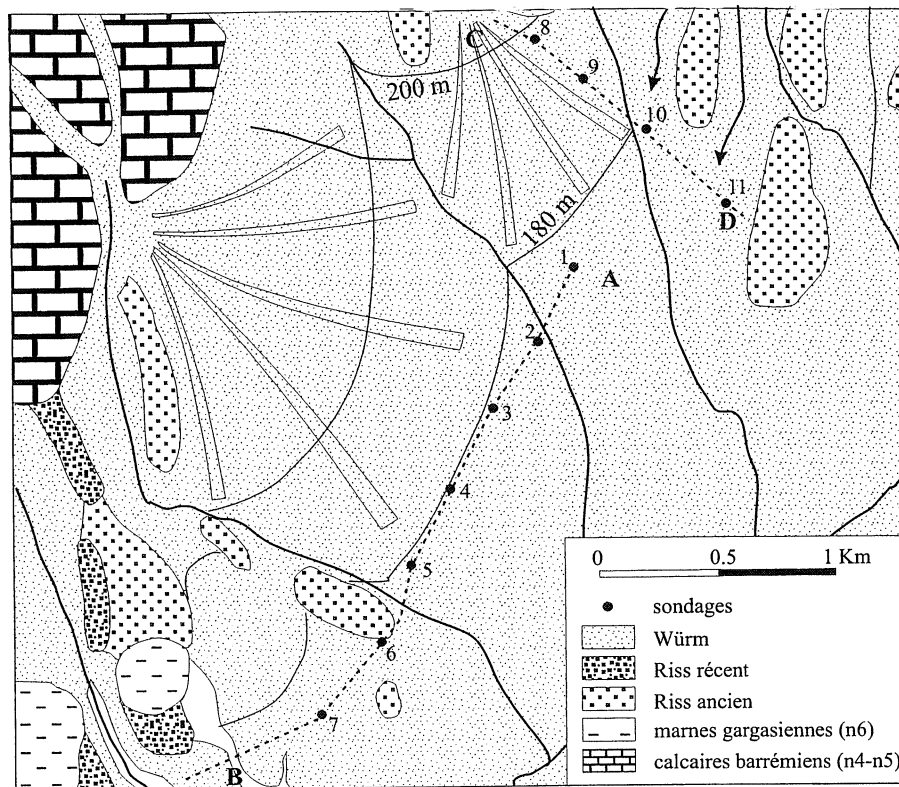 C
8
9
200 m
10
11
D
180 m
1
A
2
3
4
5
6
7
B
0 0.5 1 Km
sondages
Würm
Riss récent
Riss ancien
marnes gargasiennes (n6)
calcaires barrémiens (n4-n5)